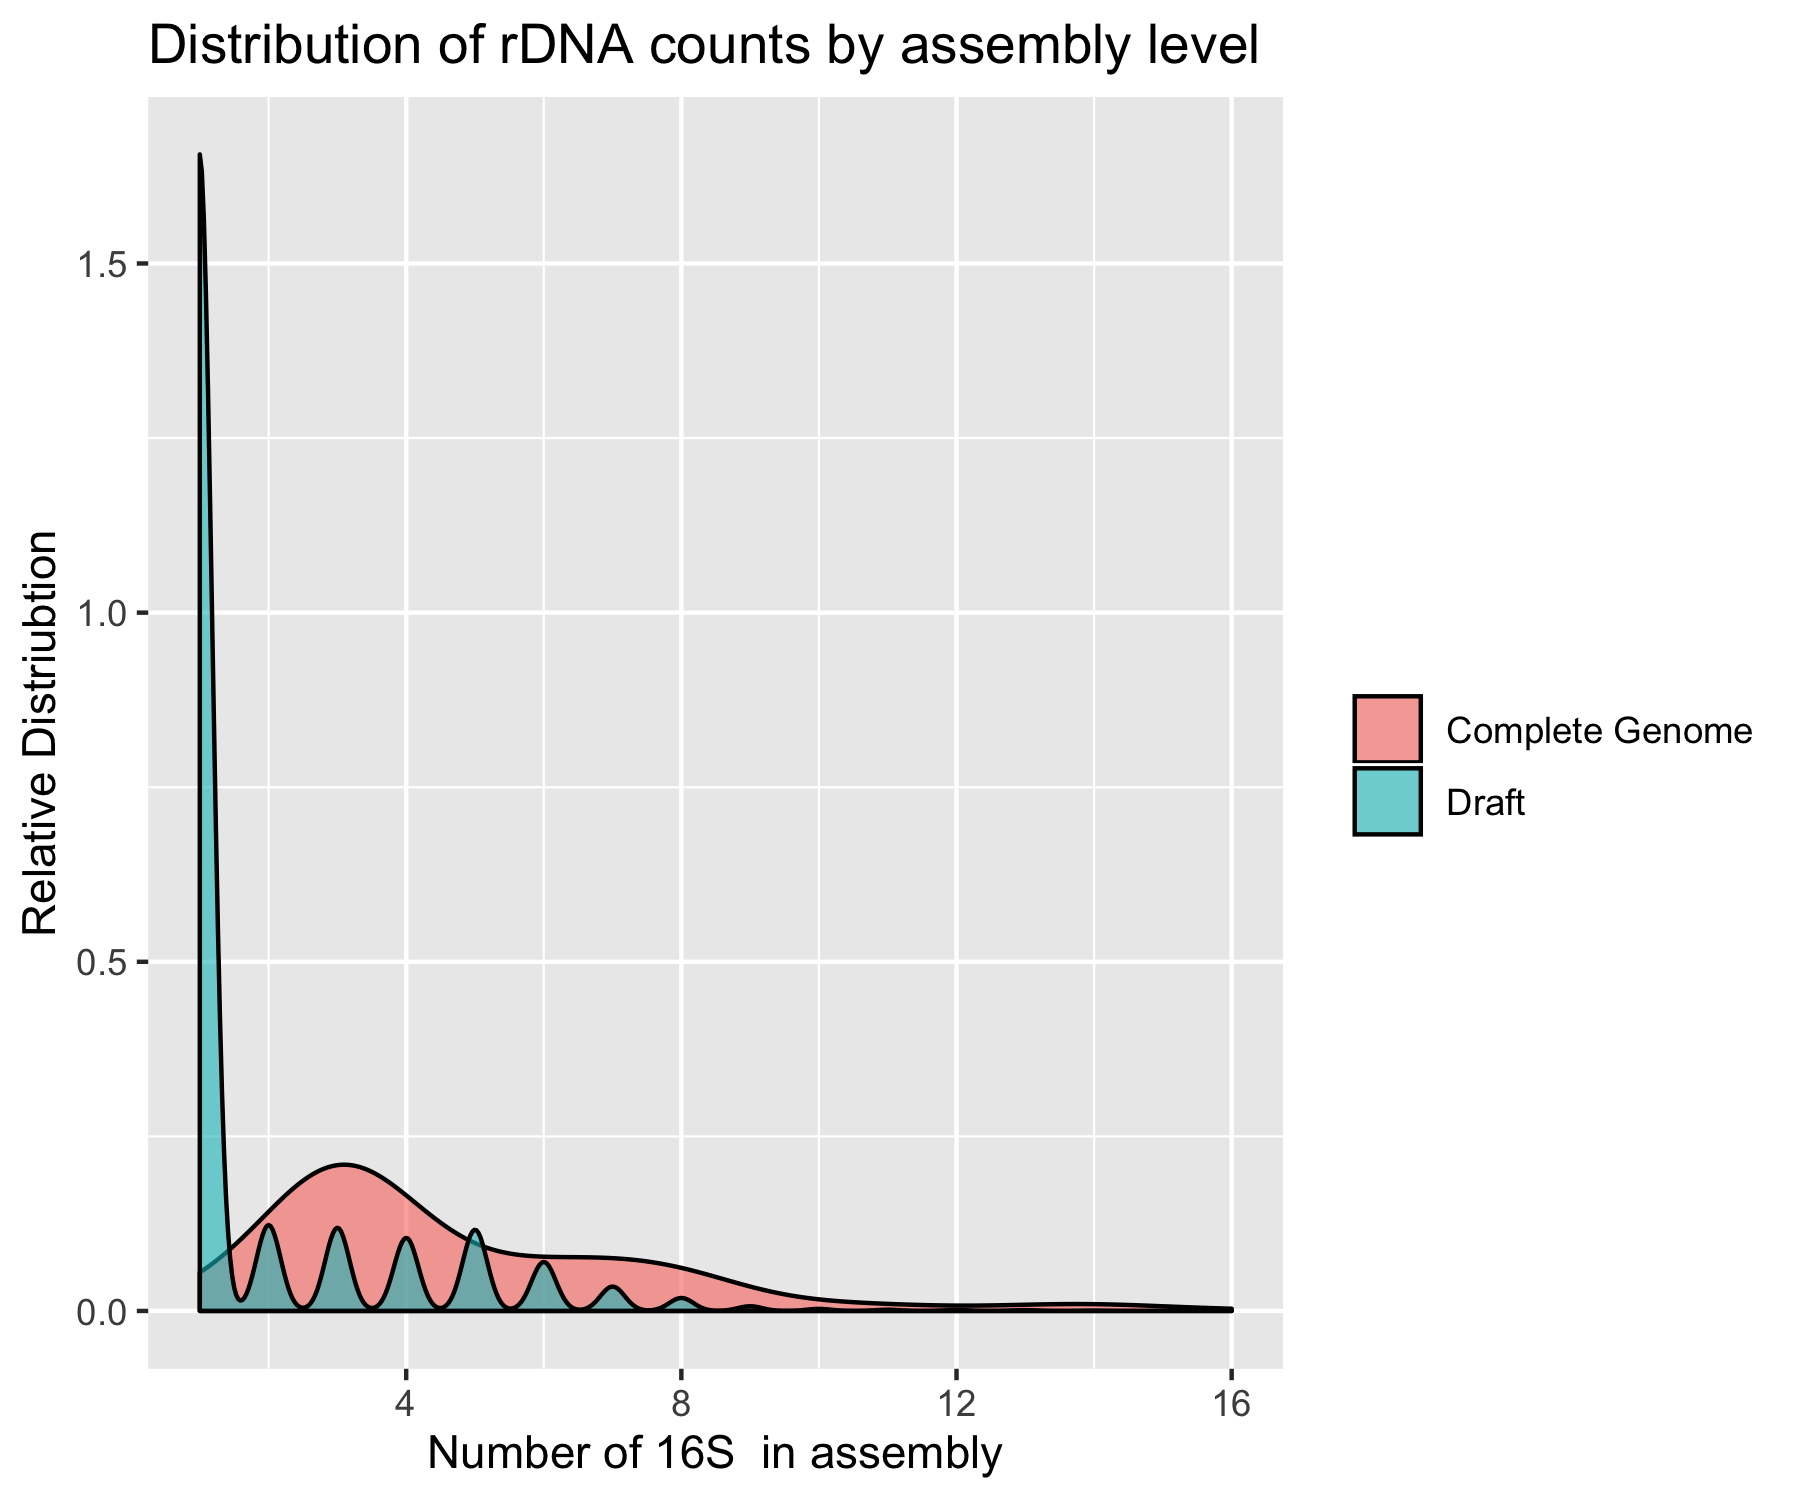 Distribution of rDNA counts by assembly level
Relative Distriubtion
1.5
1.0
0.5
0.0
4 8 12 16
Number of 16S  in assembly
Complete Genome
Draft